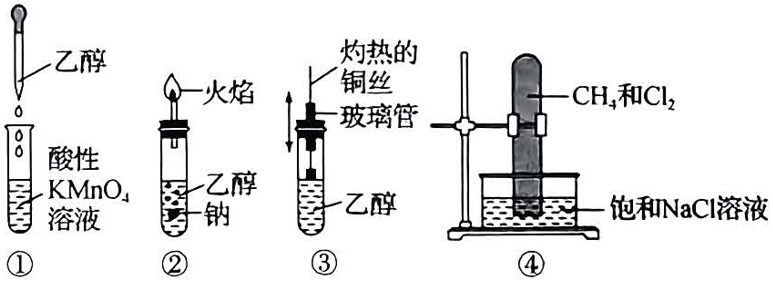 乙醇
酸性
KMnO₄
溶液
①
火焰
乙醇
钠
②
灼热的
铜丝
玻璃管
乙醇
③
CH₄和Cl₂
饱和NaCl溶液
④